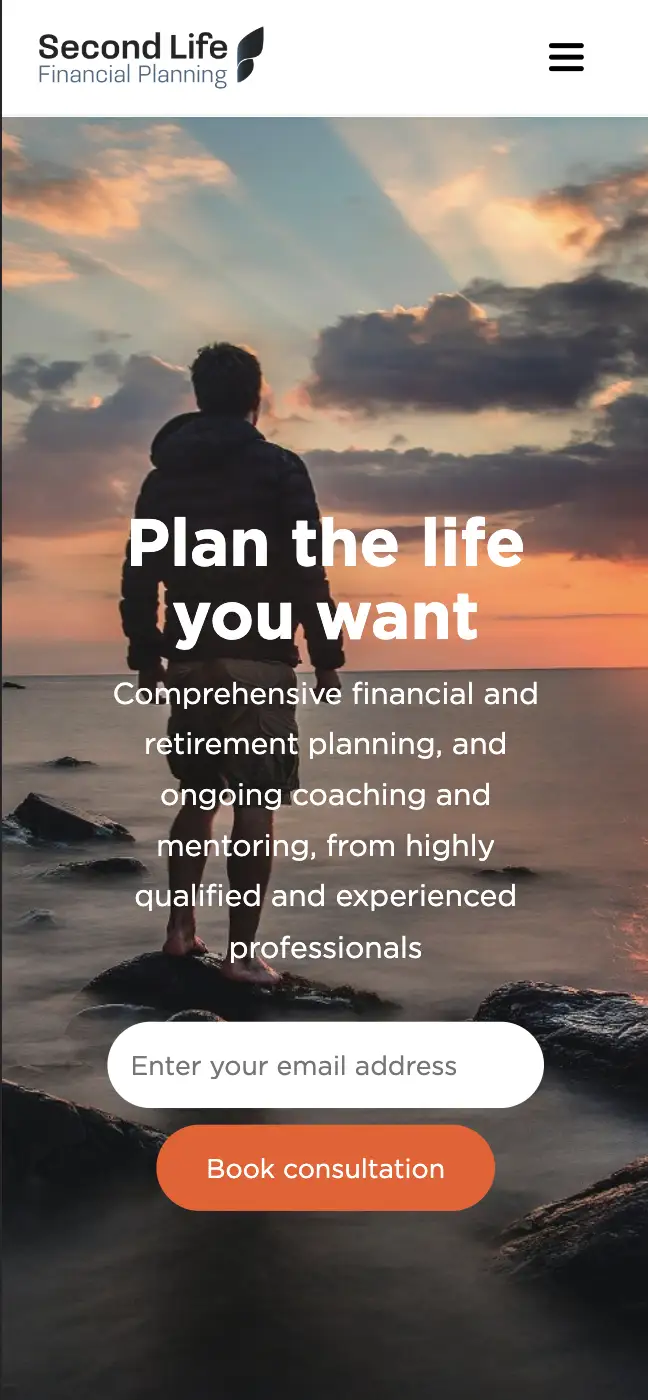 Second Life
Financial Planning
Plan the life
you want
Comprehensive financial and
retirement planning, and
ongoing coaching and
mentoring, from highly
qualified and experienced
professionals
Enter your email address
Book consultation